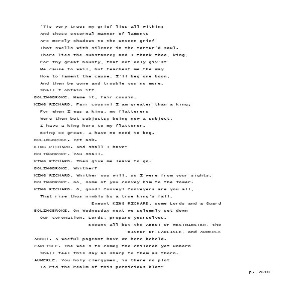 'Tis very true: my grief lies all within;
And these external manner of laments
Are merely shadows to the unseen grief
That swells with silence in the tortur'd soul.
There lies the substance; and I thank thee, king,
For thy great bounty, that not only giv'st
Me cause to wail, but teachest me the way
How to lament the cause. I'll beg one boon,
And then be gone and trouble you no more.
Shall I obtain it?
BOLINGBROKE. Name it, fair cousin.
KING RICHARD. Fair cousin! I am greater than a king;
For when I was a king, my flatterers
Were then but subjects; being now a subject,
I have a king here to my flatterer.
Being so great, I have no need to beg.
BOLINGBROKE. Yet ask.
KING RICHARD. And shall I have?
BOLINGBROKE. You shall.
KING RICHARD. Then give me leave to go.
BOLINGBROKE. Whither?
KING RICHARD. Whither you will, so I were from your sights.
BOLINGBROKE. Go, some of you convey him to the Tower.
KING RICHARD. O, good! Convey! Conveyers are you all,
That rise thus nimbly by a true king's fall.
Exeunt KING RICHARD, some Lords and a Guard
BOLINGBROKE. On Wednesday next we solemnly set down
Our coronation. Lords, prepare yourselves.
Exeunt all but the ABBOT OF WESTMINSTER, the
BISHOP OF CARLISLE, and AUMERLE
ABBOT. A woeful pageant have we here beheld.
CARLISLE. The woe's to come; the children yet unborn
Shall feel this day as sharp to them as thorn.
AUMERLE. You holy clergymen, is there no plot
To rid the realm of this pernicious blot?